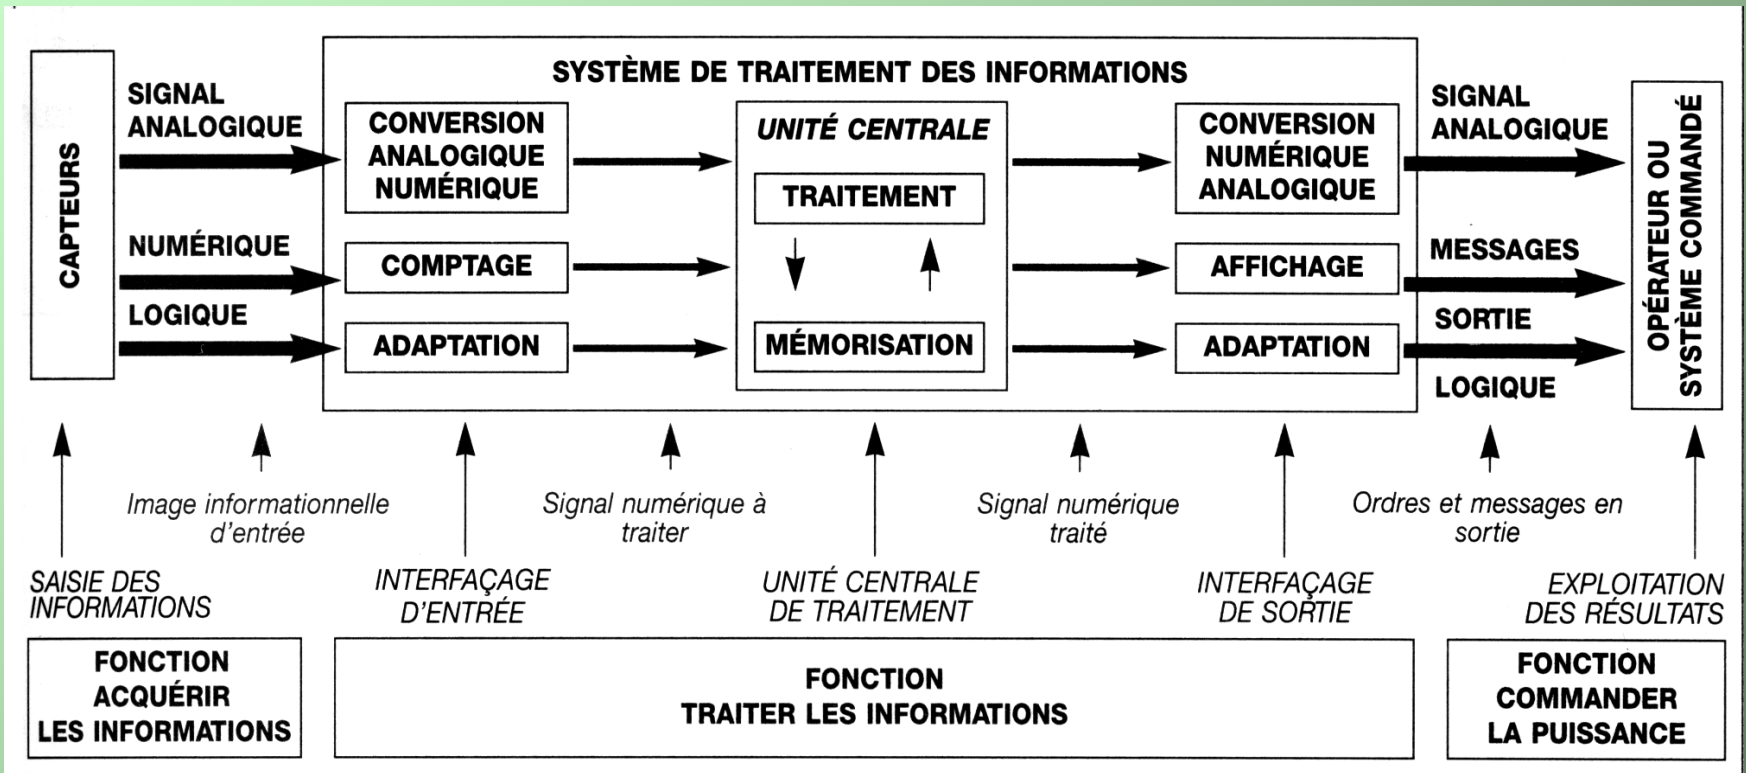 SYSTÈME DE TRAITEMENT DES INFORMATIONS
CAPTEURS
SIGNAL
ANALOGIQUE
NUMÉRIQUE
LOGIQUE
CONVERSION
ANALOGIQUE
NUMÉRIQUE
COMPTAGE
ADAPTATION
UNITÉ CENTRALE
TRAITEMENT
MÉMORISATION
CONVERSION
NUMÉRIQUE
ANALOGIQUE
AFFICHAGE
ADAPTATION
SIGNAL
ANALOGIQUE
MESSAGES
SORTIE
LOGIQUE
OPÉRATEUR OU
SYSTÈME COMMANDÉ
Image informationnelle
d'entrée
Signal numérique à
traiter
Signal numérique
traité
Ordres et messages en
sortie
SAISIE DES
INFORMATIONS
INTERFAÇAGE
D'ENTRÉE
UNITÉ CENTRALE
DE TRAITEMENT
INTERFAÇAGE
DE SORTIE
EXPLOITATION
DES RÉSULTATS
FONCTION
ACQUÉRIR
LES INFORMATIONS
FONCTION
TRAITER LES INFORMATIONS
FONCTION
COMMANDER
LA PUISSANCE